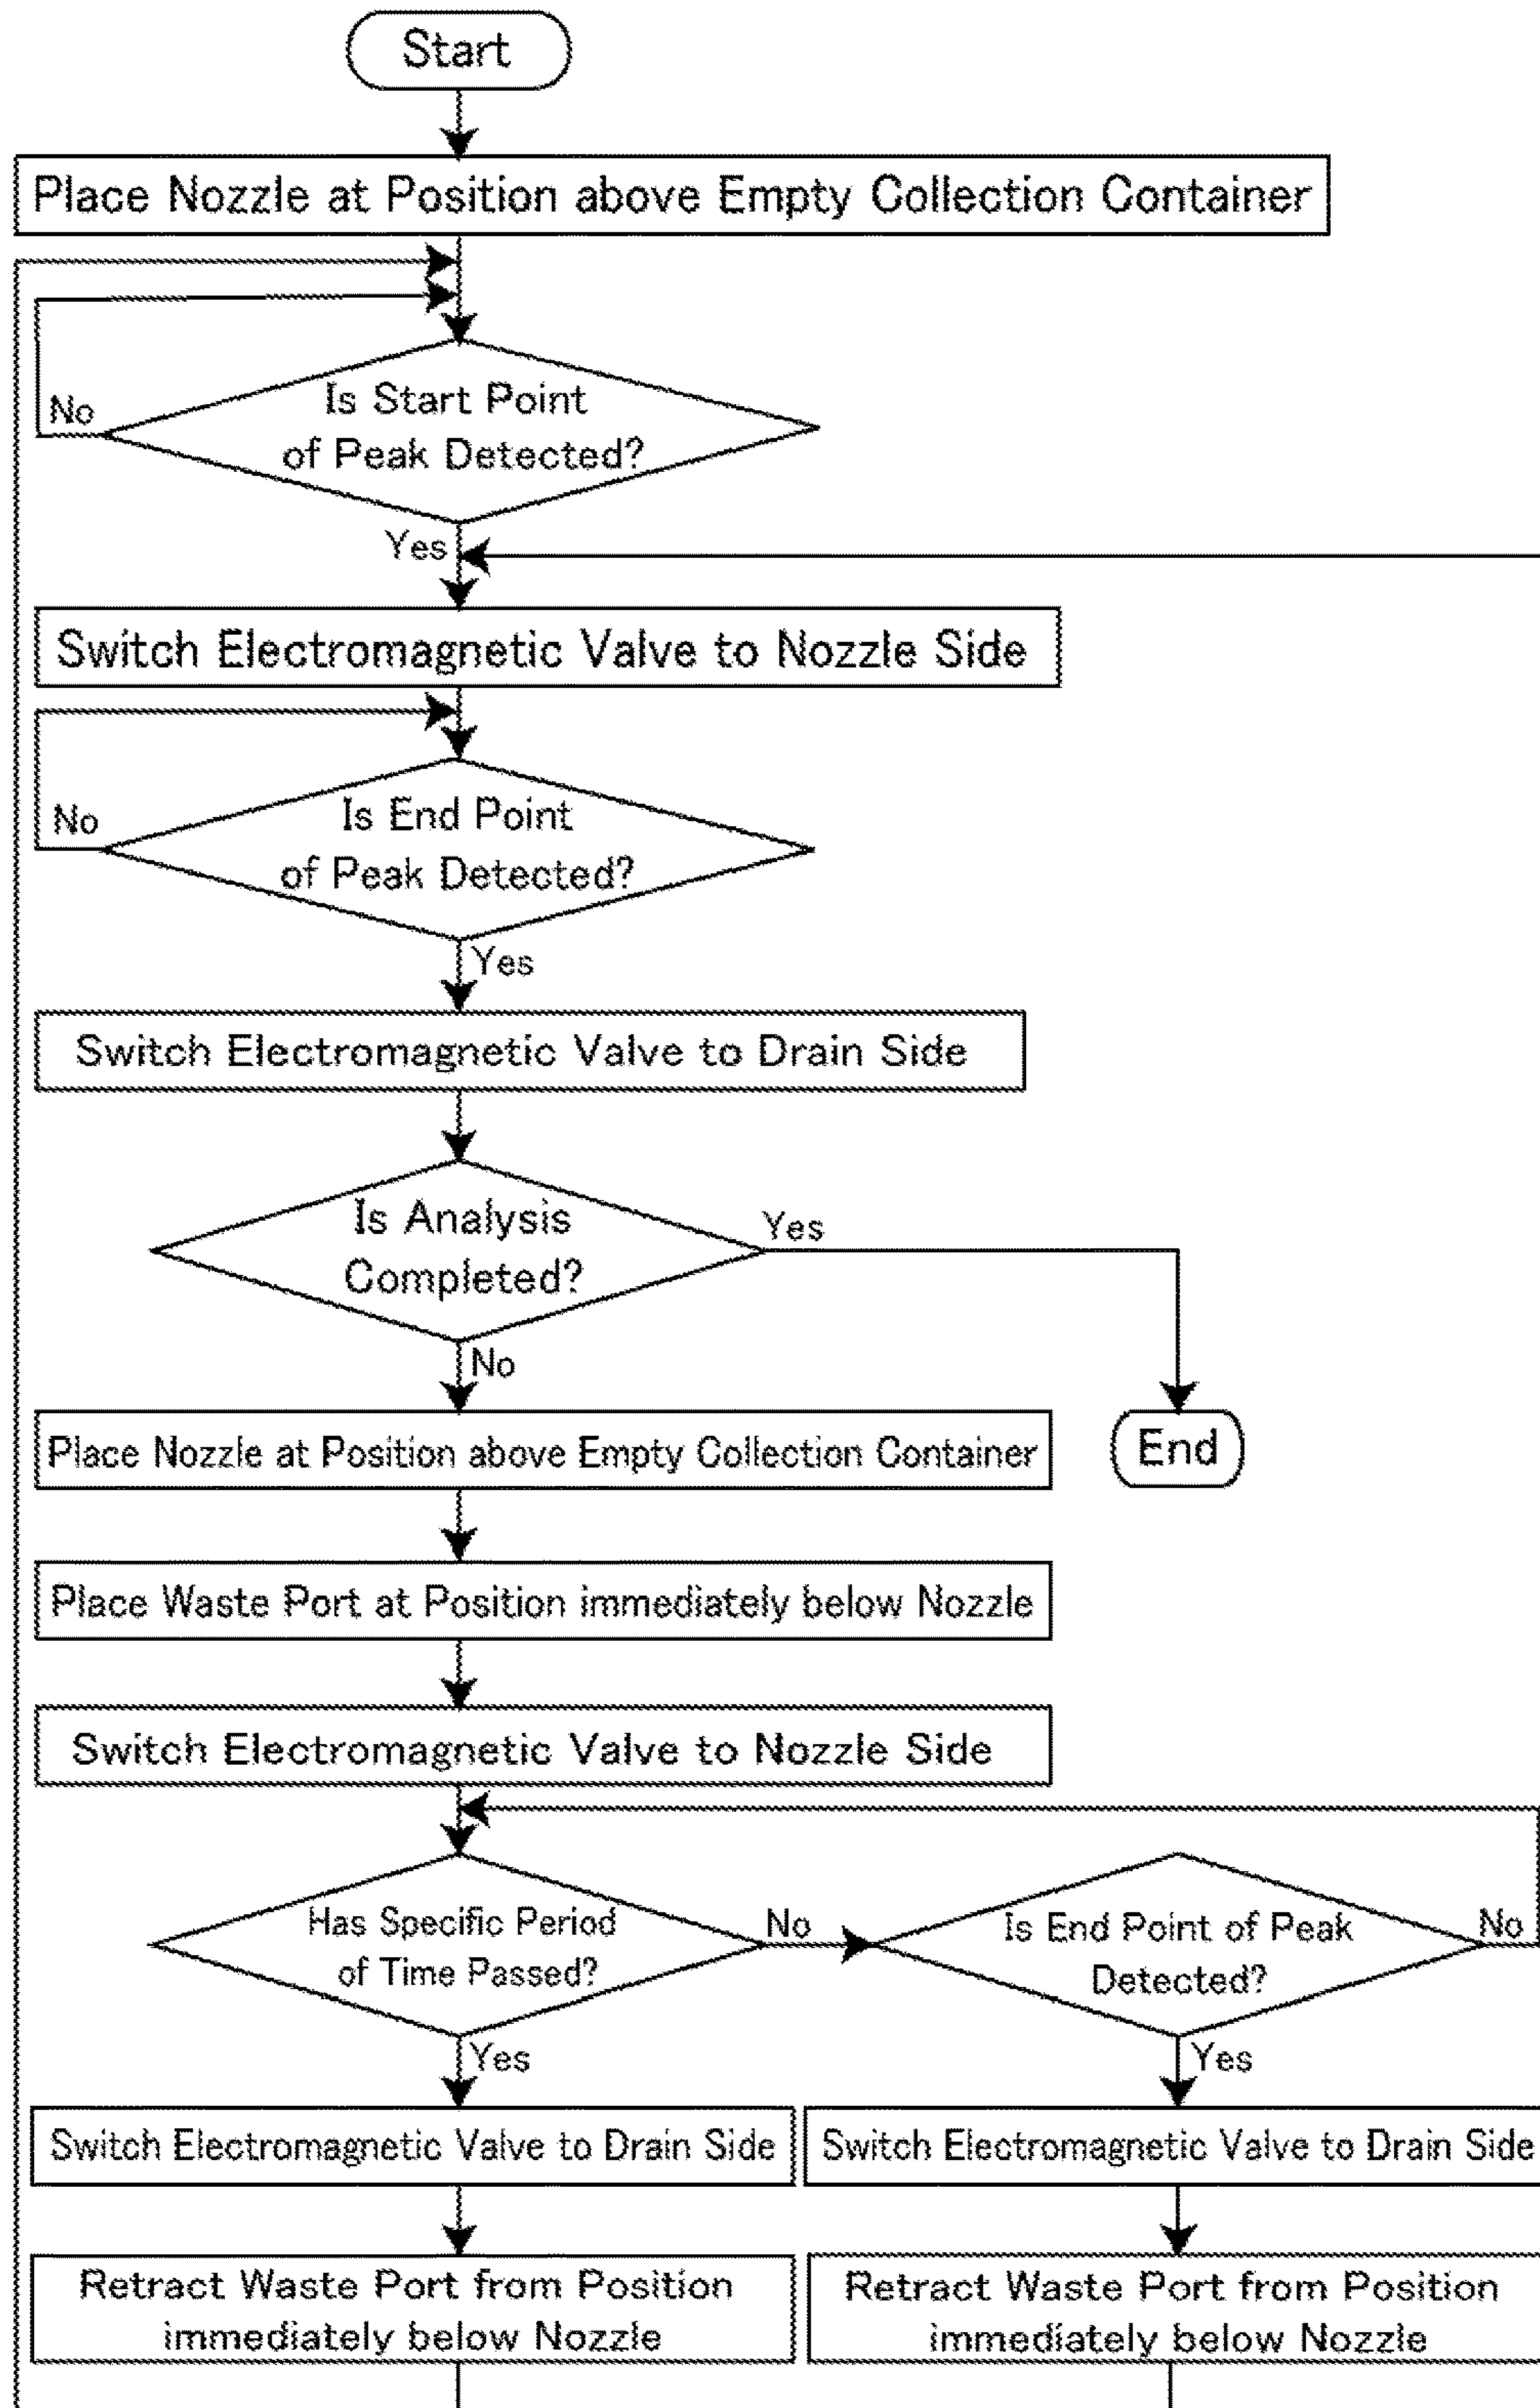 Start
Place Nozzle at Position above Empty Collection Container
Is Start Point
of Peak Detected?
No
Yes
Switch Electromagnetic Valve to Nozzle Side
Is End Point
of Peak Detected?
No
Yes
Switch Electromagnetic Valve to Drain Side
Is Analysis
Completed?
Yes
No
Place Nozzle at Position above Empty Collection Container
End
Place Waste Port at Position immediately below Nozzle
Switch Electromagnetic Valve to Nozzle Side
Has Specific Period
of Time Passed?
No
Is End Point of Peak
Detected?
No
Yes
Yes
Switch Electromagnetic Valve to Drain Side
Switch Electromagnetic Valve to Drain Side
Retract Waste Port from Position
immediately below Nozzle
Retract Waste Port from Position
immediately below Nozzle